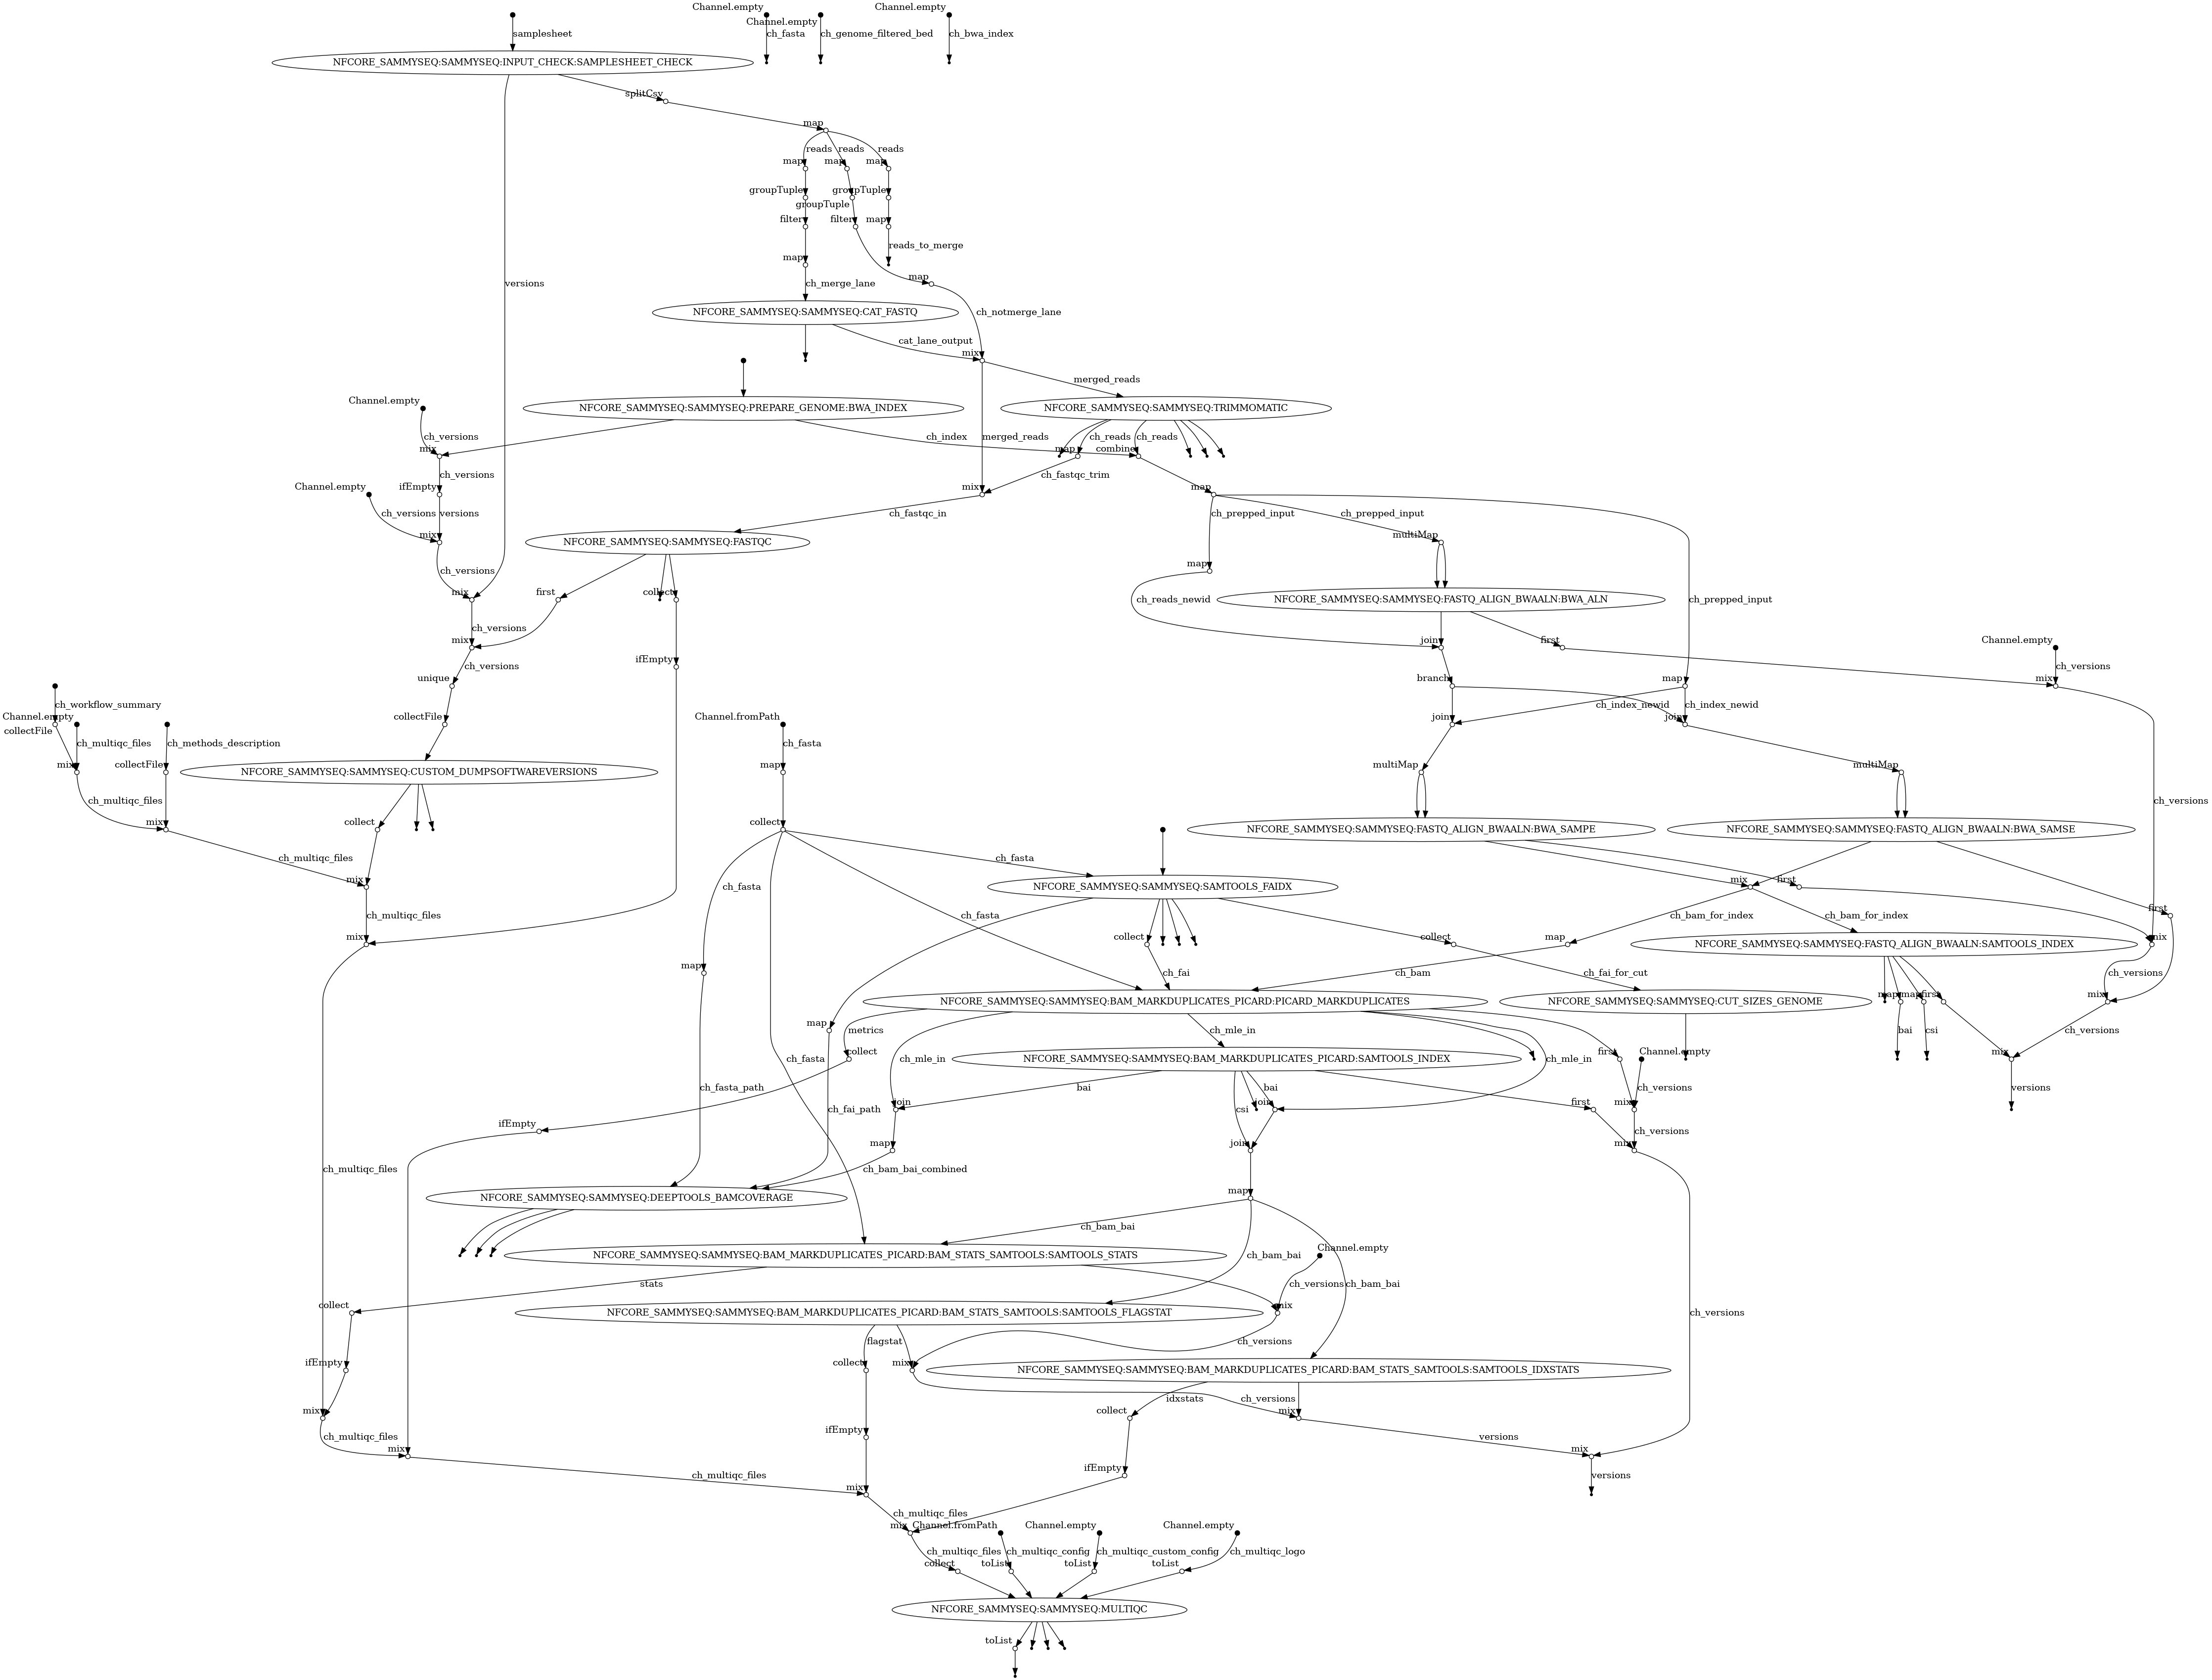 Channel.empty
Channel.empty
Channel.empty
samplesheet
ch_fasta
ch_genome_filtered_bed
ch_bwa_index
NFCORE_SAMMYSEQ:SAMMYSEQ:INPUT_CHECK:SAMPLESHEET_CHECK
splitCsv
map
reads
reads
reads
map
map
map
groupTuple
groupTuple
groupTuple
filter
filter
map
reads_to_merge
map
map
versions
ch_merge_lane
NFCORE_SAMMYSEQ:SAMMYSEQ:CAT_FASTQ
ch_notmerge_lane
cat_lane_output
mix
merged_reads
Channel.empty
NFCORE_SAMMYSEQ:SAMMYSEQ:PREPARE_GENOME:BWA_INDEX
NFCORE_SAMMYSEQ:SAMMYSEQ:TRIMMOMATIC
ch_versions
ch_index
merged_reads
ch_reads
ch_reads
mix
map
combine
ch_versions
ch_fastqc_trim
Channel.empty
ifEmpty
mix
map
ch_versions
versions
ch_fastqc_in
ch_prepped_input
ch_prepped_input
mix
NFCORE_SAMMYSEQ:SAMMYSEQ:FASTQC
multiMap
map
ch_versions
mix
first
collect
ch_reads_newid
NFCORE_SAMMYSEQ:SAMMYSEQ:FASTQ_ALIGN_BWAALN:BWA_ALN
ch_prepped_input
ch_versions
mix
join
first
Channel.empty
ch_versions
ifEmpty
ch_versions
unique
branch
map
mix
ch_workflow_summary
ch_index_newid
ch_index_newid
Channel.empty
collectFile
collectFile
Channel.fromPath
join
join
ch_multiqc_files
ch_methods_description
ch_fasta
mix
collectFile
NFCORE_SAMMYSEQ:SAMMYSEQ:CUSTOM_DUMPSOFTWAREVERSIONS
map
multiMap
multiMap
ch_multiqc_files
ch_versions
mix
collect
collect
NFCORE_SAMMYSEQ:SAMMYSEQ:FASTQ_ALIGN_BWAALN:BWA_SAMPE
NFCORE_SAMMYSEQ:SAMMYSEQ:FASTQ_ALIGN_BWAALN:BWA_SAMSE
ch_multiqc_files
ch_fasta
mix
ch_fasta
NFCORE_SAMMYSEQ:SAMMYSEQ:SAMTOOLS_FAIDX
mix
first
first
ch_multiqc_files
ch_fasta
ch_bam_for_index
ch_bam_for_index
mix
collect
collect
map
NFCORE_SAMMYSEQ:SAMMYSEQ:FASTQ_ALIGN_BWAALN:SAMTOOLS_INDEX
mix
map
ch_fai
ch_bam
ch_fai_for_cut
ch_versions
NFCORE_SAMMYSEQ:SAMMYSEQ:BAM_MARKDUPLICATES_PICARD:PICARD_MARKDUPLICATES
NFCORE_SAMMYSEQ:SAMMYSEQ:CUT_SIZES_GENOME
map
map
first
mix
map
metrics
ch_mle_in
bai
csi
ch_versions
collect
ch_fasta
ch_mle_in
NFCORE_SAMMYSEQ:SAMMYSEQ:BAM_MARKDUPLICATES_PICARD:SAMTOOLS_INDEX
ch_mle_in
first
Channel.empty
mix
ch_fasta_path
bai
bai
ch_versions
versions
ch_fai_path
join
csi
join
first
mix
ifEmpty
ch_versions
map
join
mix
ch_multiqc_files
ch_bam_bai_combined
NFCORE_SAMMYSEQ:SAMMYSEQ:DEEPTOOLS_BAMCOVERAGE
map
ch_bam_bai
NFCORE_SAMMYSEQ:SAMMYSEQ:BAM_MARKDUPLICATES_PICARD:BAM_STATS_SAMTOOLS:SAMTOOLS_STATS
ch_bam_bai
Channel.empty
stats
ch_versions
ch_bam_bai
collect
NFCORE_SAMMYSEQ:SAMMYSEQ:BAM_MARKDUPLICATES_PICARD:BAM_STATS_SAMTOOLS:SAMTOOLS_FLAGSTAT
mix
ch_versions
flagstat
ch_versions
ifEmpty
collect
mix
NFCORE_SAMMYSEQ:SAMMYSEQ:BAM_MARKDUPLICATES_PICARD:BAM_STATS_SAMTOOLS:SAMTOOLS_IDXSTATS
idxstats
ch_versions
mix
collect
mix
ch_multiqc_files
ifEmpty
versions
mix
mix
ch_multiqc_files
ifEmpty
versions
mix
ch_multiqc_files
mix
Channel.fromPath
Channel.empty
Channel.empty
ch_multiqc_files
ch_multiqc_config
ch_multiqc_custom_config
ch_multiqc_logo
collect
toList
toList
toList
NFCORE_SAMMYSEQ:SAMMYSEQ:MULTIQC
toList